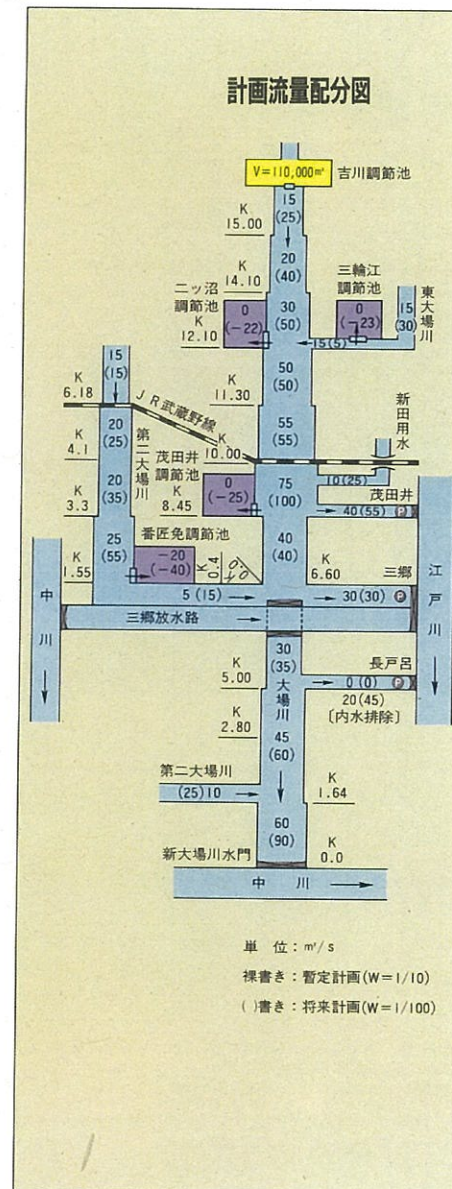 計画流量配分図
V=110,000m³
吉川調節池
15
(25)
K
15.00
20
(40)
K
14.10
二ッ沼
調節池
K
12.10
0
(-22)
30
(50)
三輪江
調節池
0
(-23)
15
(30)
東大場川
15(5)
50
(50)
K
11.30
15
(15)
K
6.18
JR武蔵野線
55
(55)
新田用水
K
10.00
20
(25)
第二大場川
K
4.1
茂田井
調節池
K
8.45
0
(-25)
75
(100)
10(25)
茂田井
40(55) P
20
(35)
K
3.3
25
(55)
番匠免調節池
-20
(-40)
K
0.4
K
0.0
40
(40)
K
6.60
三郷
K
1.55
5(15)
30(30) P
中川
三郷放水路
江戸川
30
(35)
大場川
長戸呂
K
5.00
0(0) P
20(45)
〔内水排除〕
K
2.80
45
(60)
第二大場川
(25)10
K
1.64
60
(90)
新大場川水門
K
0.0
中川
単 位:m³/s
裸書き:暫定計画(W=1/10)
( )書き:将来計画(W=1/100)